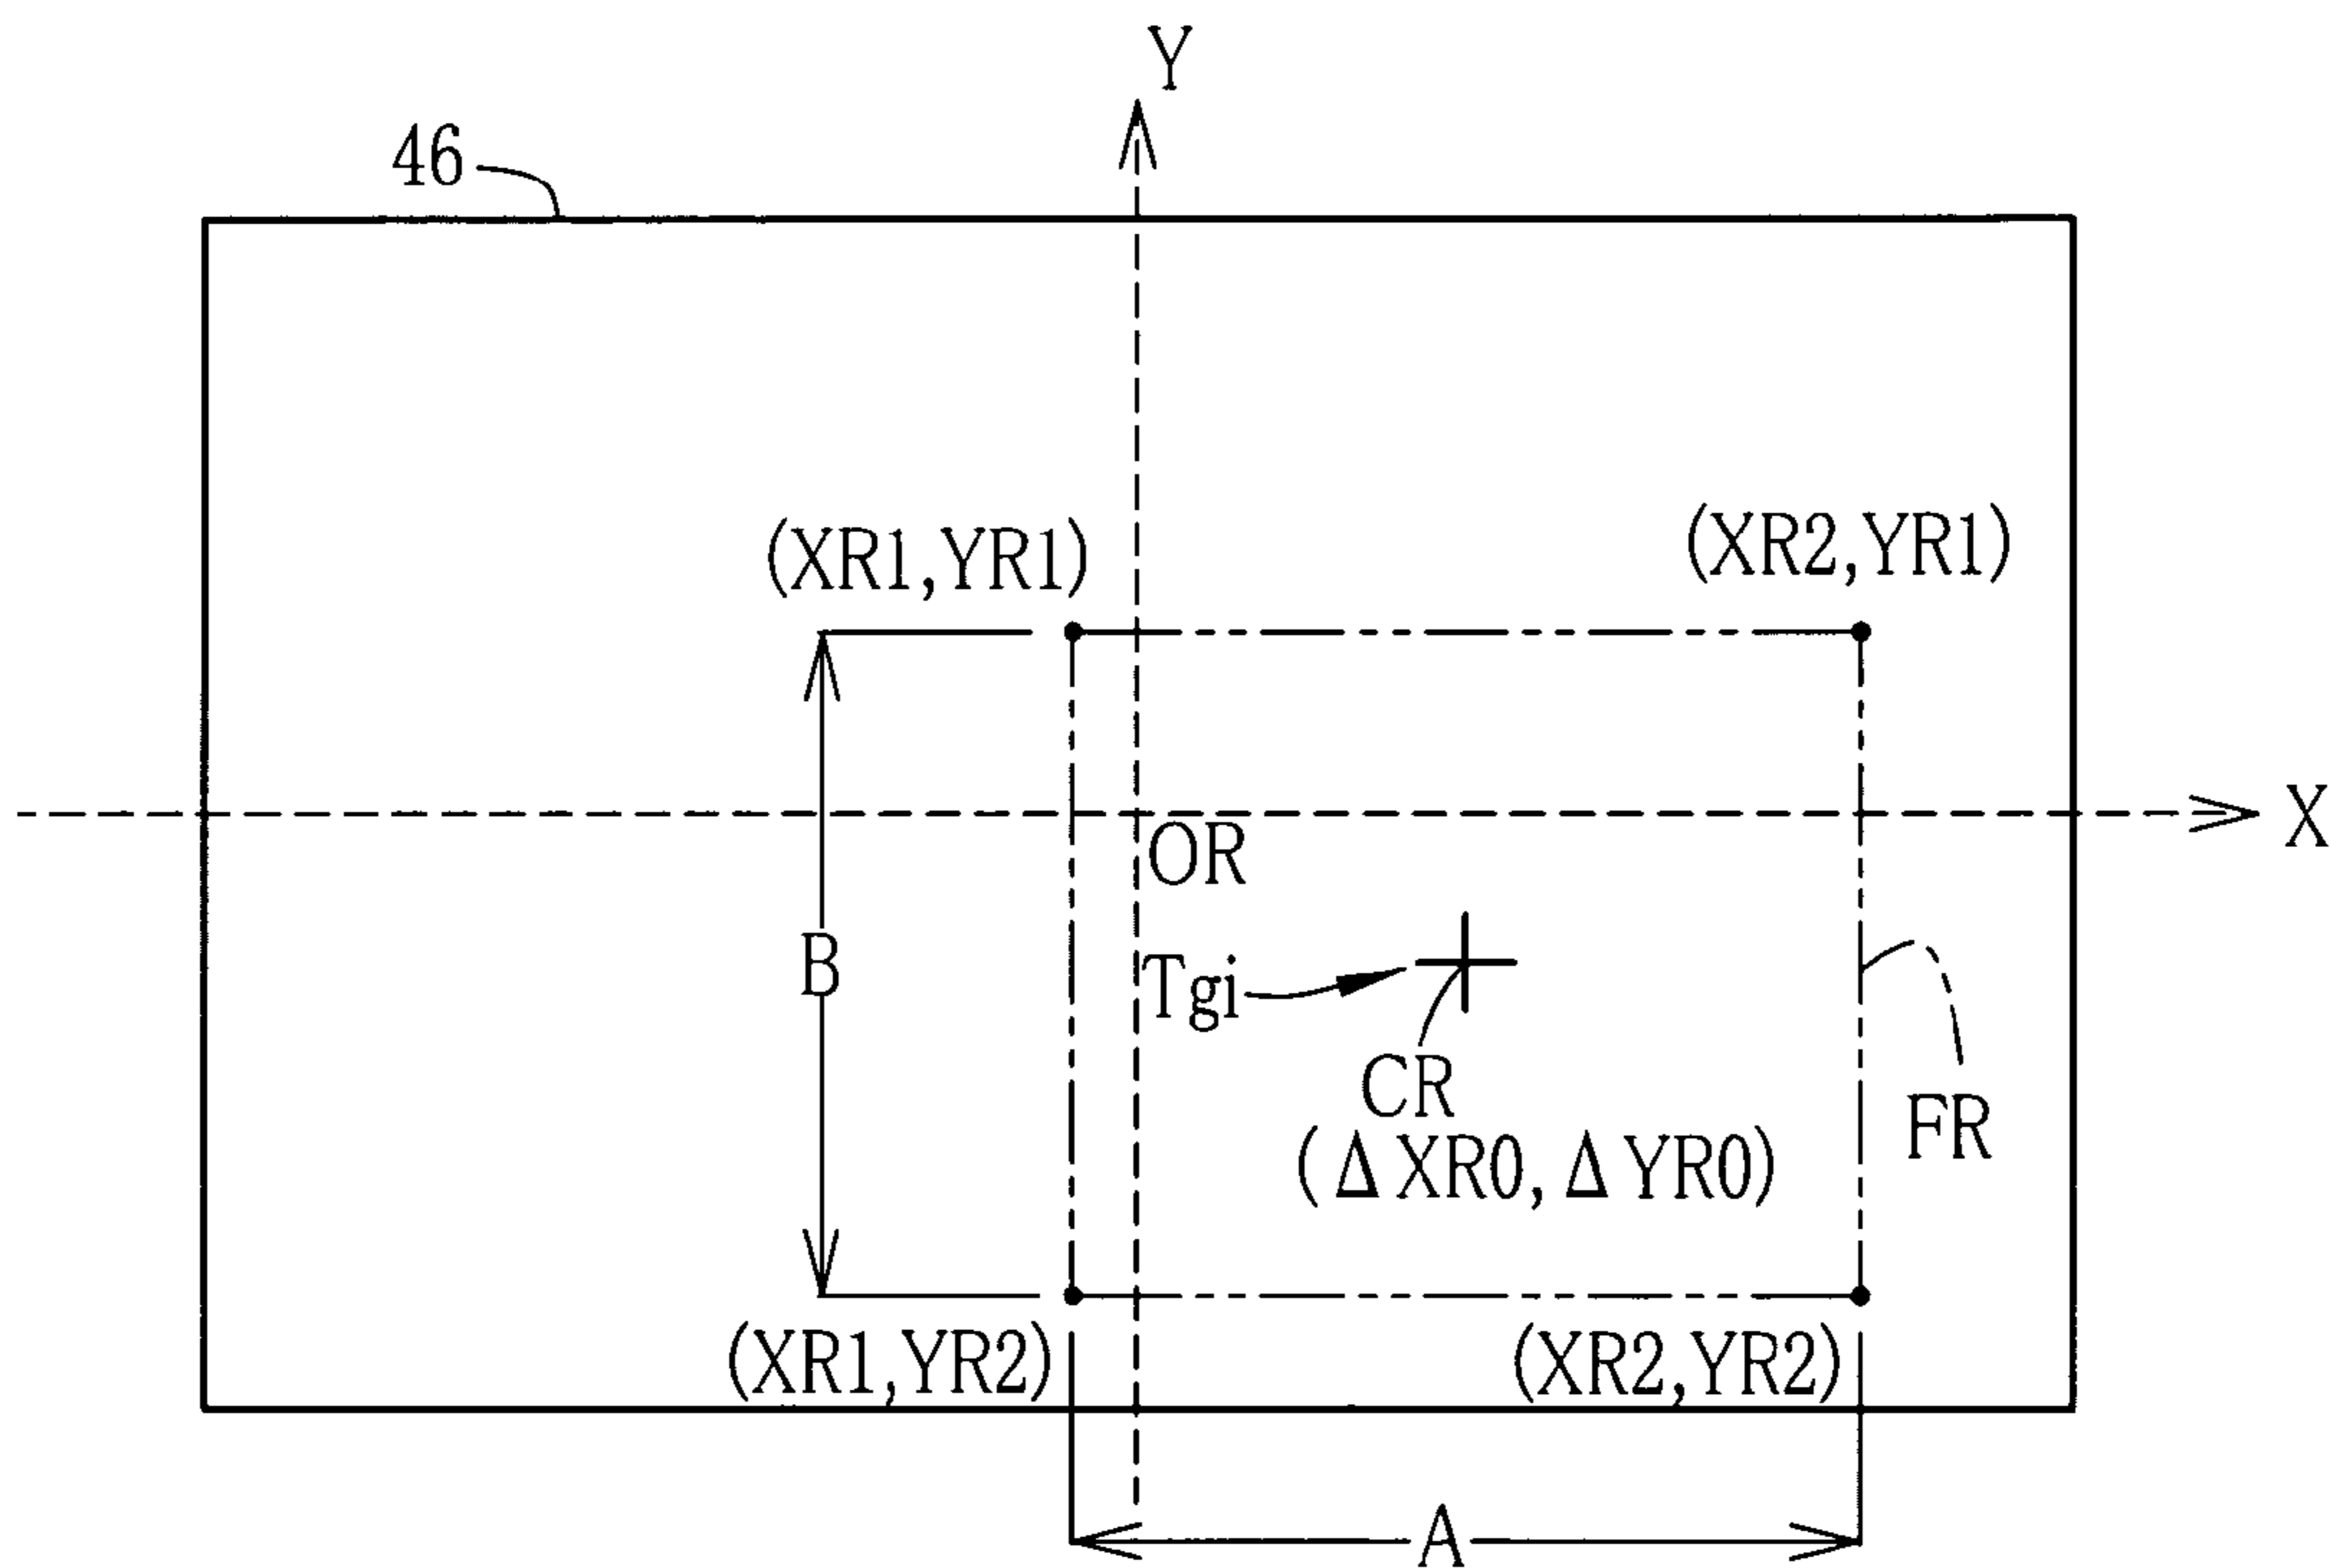 Y
46
(XR1,YR1)
(XR2,YR1)
X
OR
B
Tgi
CR
(ΔXR0,ΔYR0)
FR
(XR1,YR2)
(XR2,YR2)
A